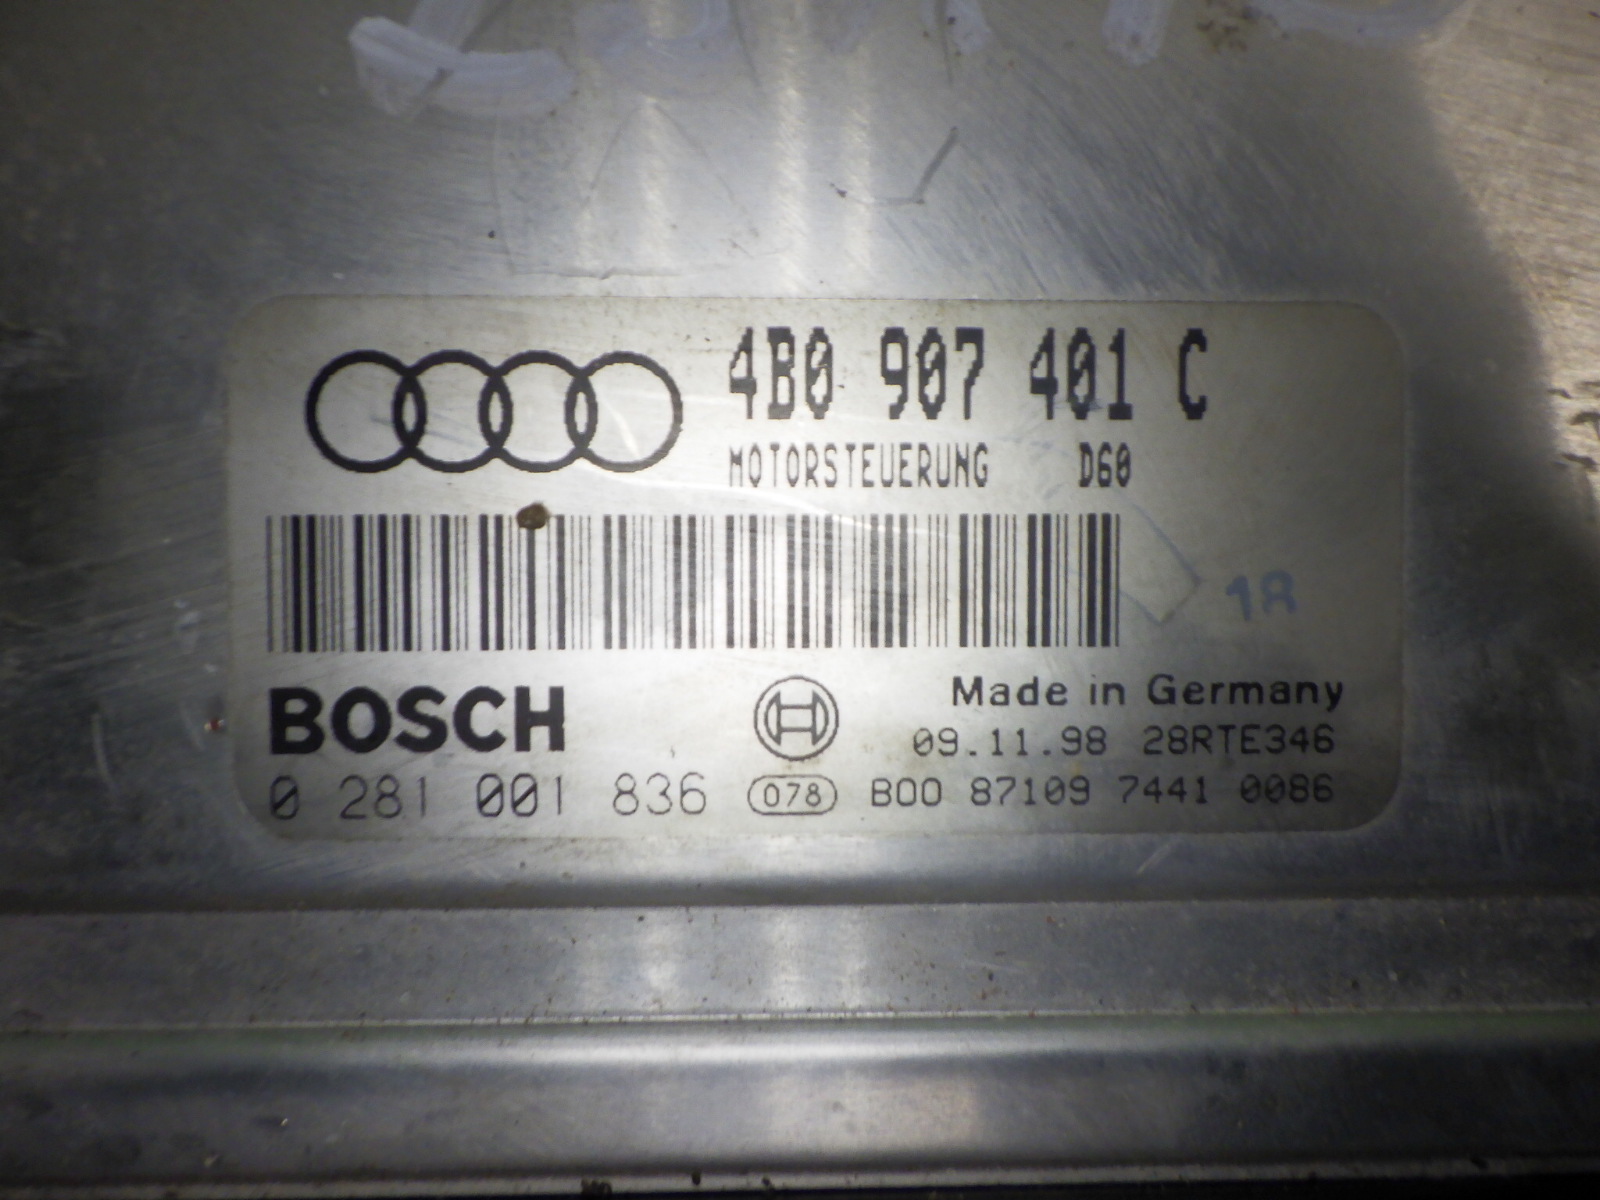 4B0 907 401 C
MOTORSTEUERUNG D60
18
BOSCH
Made in Germany
09.11.98 28RTE346
0 281 001 836 078 B00 87109 7441 0086